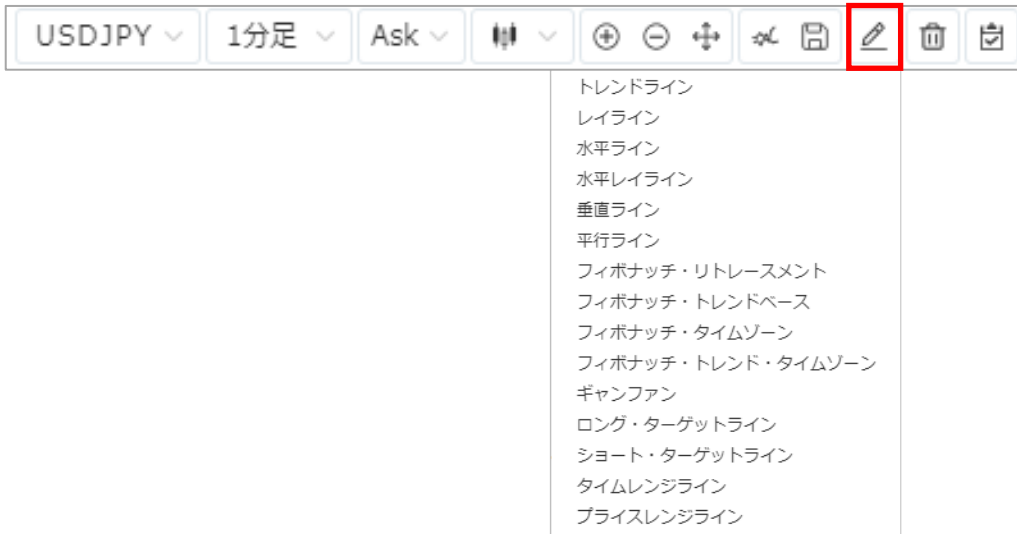 USDJPY 1分足 Ask
トレンドライン
レイライン
水平ライン
水平レイライン
垂直ライン
平行ライン
フィボナッチ・リトレースメント
フィボナッチ・トレンドベース
フィボナッチ・タイムゾーン
フィボナッチ・トレンド・タイムゾーン
ギャンファン
ロング・ターゲットライン
ショート・ターゲットライン
タイムレンジライン
プライスレンジライン